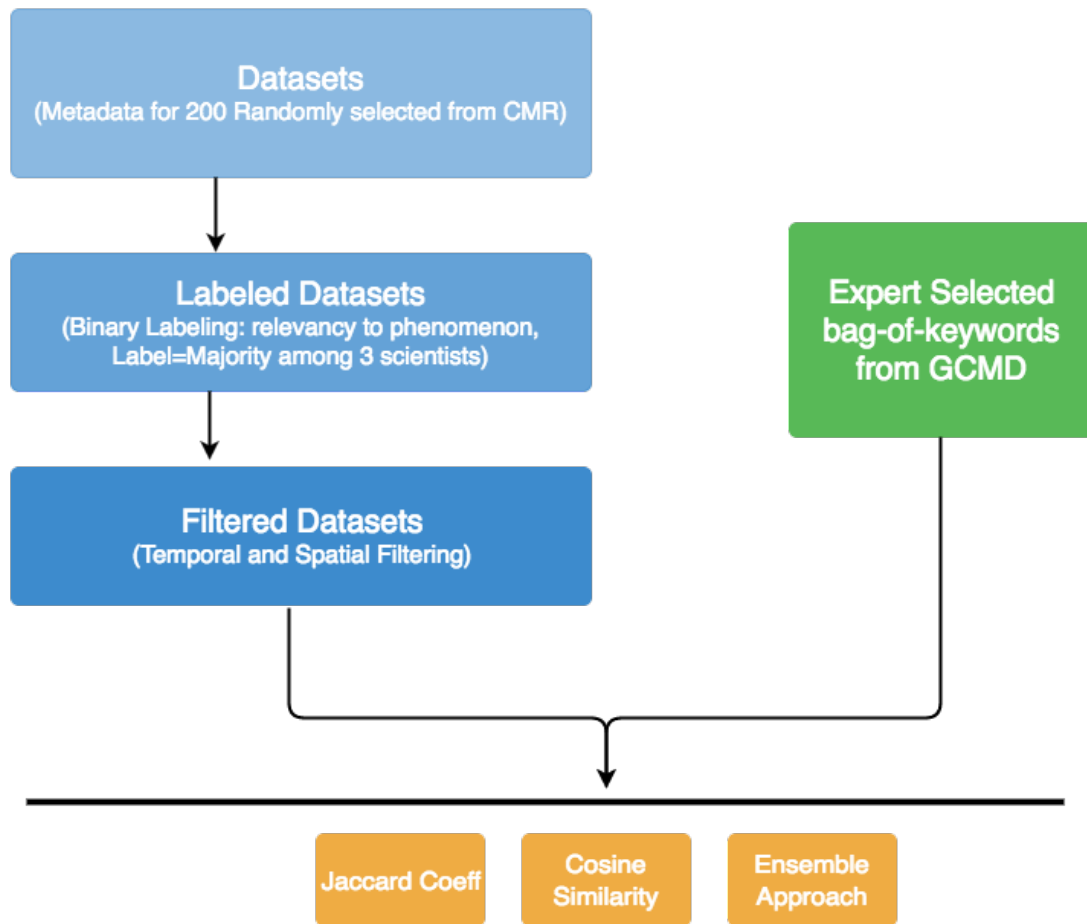 Datasets
(Metadata for 200 Randomly selected from CMR)
Labeled Datasets
(Binary Labeling: relevancy to phenomenon,
Label=Majority among 3 scientists)
Expert Selected
bag-of-keywords
from GCMD
Filtered Datasets
(Temporal and Spatial Filtering)
Jaccard Coeff
Cosine
Similarity
Ensemble
Approach